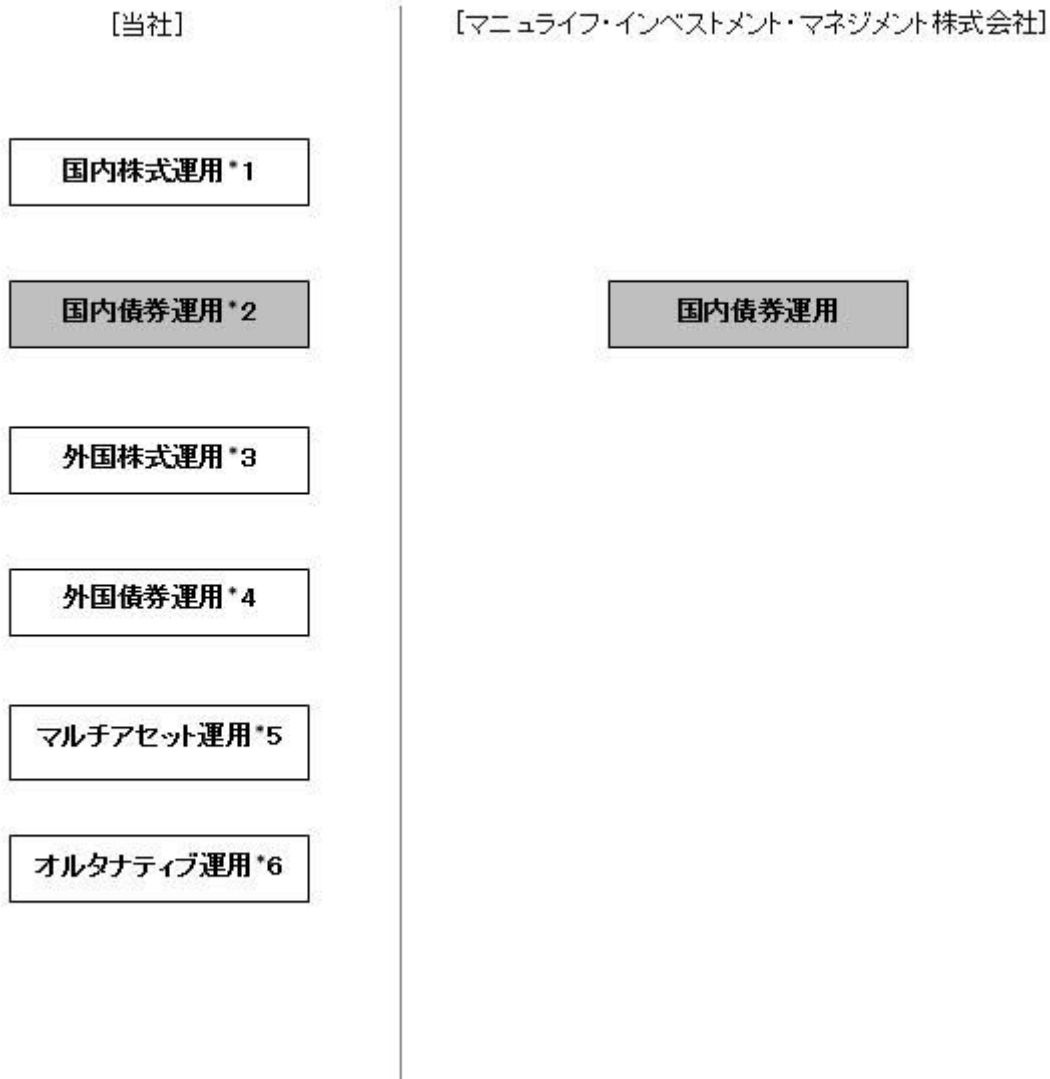 [当社]
[マニュライフ・インベストメント・マネジメント株式会社]
国内株式運用*1
国内債券運用*2
国内債券運用
外国株式運用*3
外国債券運用*4
マルチアセット運用*5
オルタナティブ運用*6